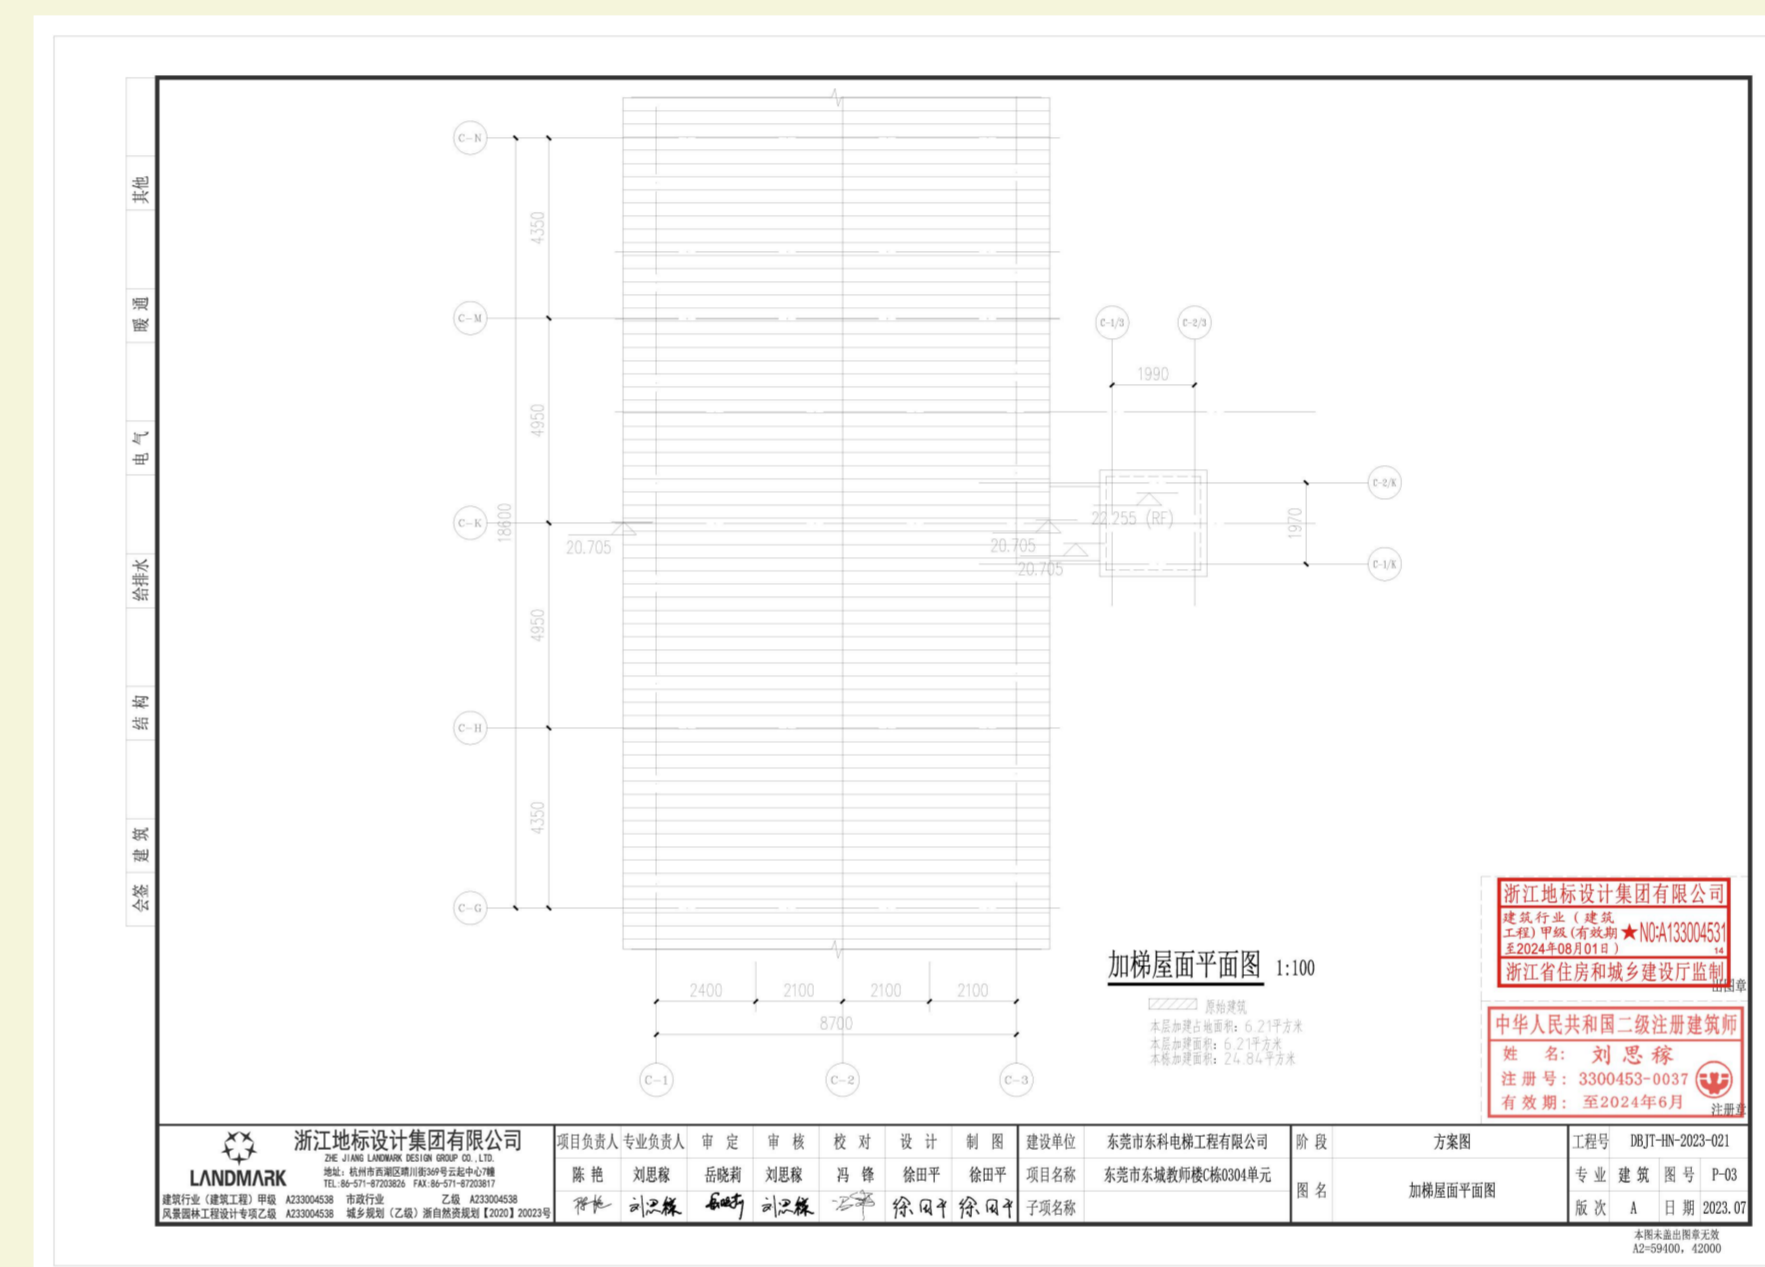 其他
暖通
电气
给排水
结构
建筑
会签
C-N
C-M
C-K
C-H
C-G
4350
4950
4950
4350
18600
C-1/3
C-2/3
1990
C-2/K
C-1/K
1970
22.255 (RF)
20.705
20.705
20.705
2400
2100
2100
2100
8700
C-1
C-2
C-3
加梯屋面平面图 1:100
原始建筑
本层加建占地面积: 6.21平方米
本层加建面积: 6.21平方米
本栋加建面积: 24.84平方米
浙江地标设计集团有限公司
建筑行业（建筑
工程）甲级（有效期
至2024年08月01日）
★NO:A133004531
14
浙江省住房和城乡建设厅监制
出图章
中华人民共和国二级注册建筑师
姓 名: 刘思稼
注册号: 3300453-0037
有效期: 至2024年6月
注册章
LANDMARK
浙江地标设计集团有限公司
ZHE JIANG LANDMARK DESIGN GROUP CO.,LTD.
地址: 杭州市西湖区晴川街369号云起中心7幢
TEL:86-571-87203826 FAX:86-571-87203817
建筑行业（建筑工程）甲级 A233004538 市政行业 乙级 A233004538
风景园林工程设计专项乙级 A233004538 城乡规划（乙级）浙自然资规划【2020】20023号
项目负责人 专业负责人 审定 审核 校对 设计 制图
陈艳 刘思稼 岳晓莉 刘思稼 冯锋 徐田平 徐田平
刘思稼 岳晓莉 刘思稼 徐田平 徐田平
建设单位 东莞市东科电梯工程有限公司
项目名称 东莞市东城教师楼C栋0304单元
子项名称
阶段 方案图
图名 加梯屋面平面图
工程号 DBJT-HN-2023-021
专业 建筑 图号 P-03
版次 A 日期 2023.07
本图未盖出图章无效
A2=59400, 42000